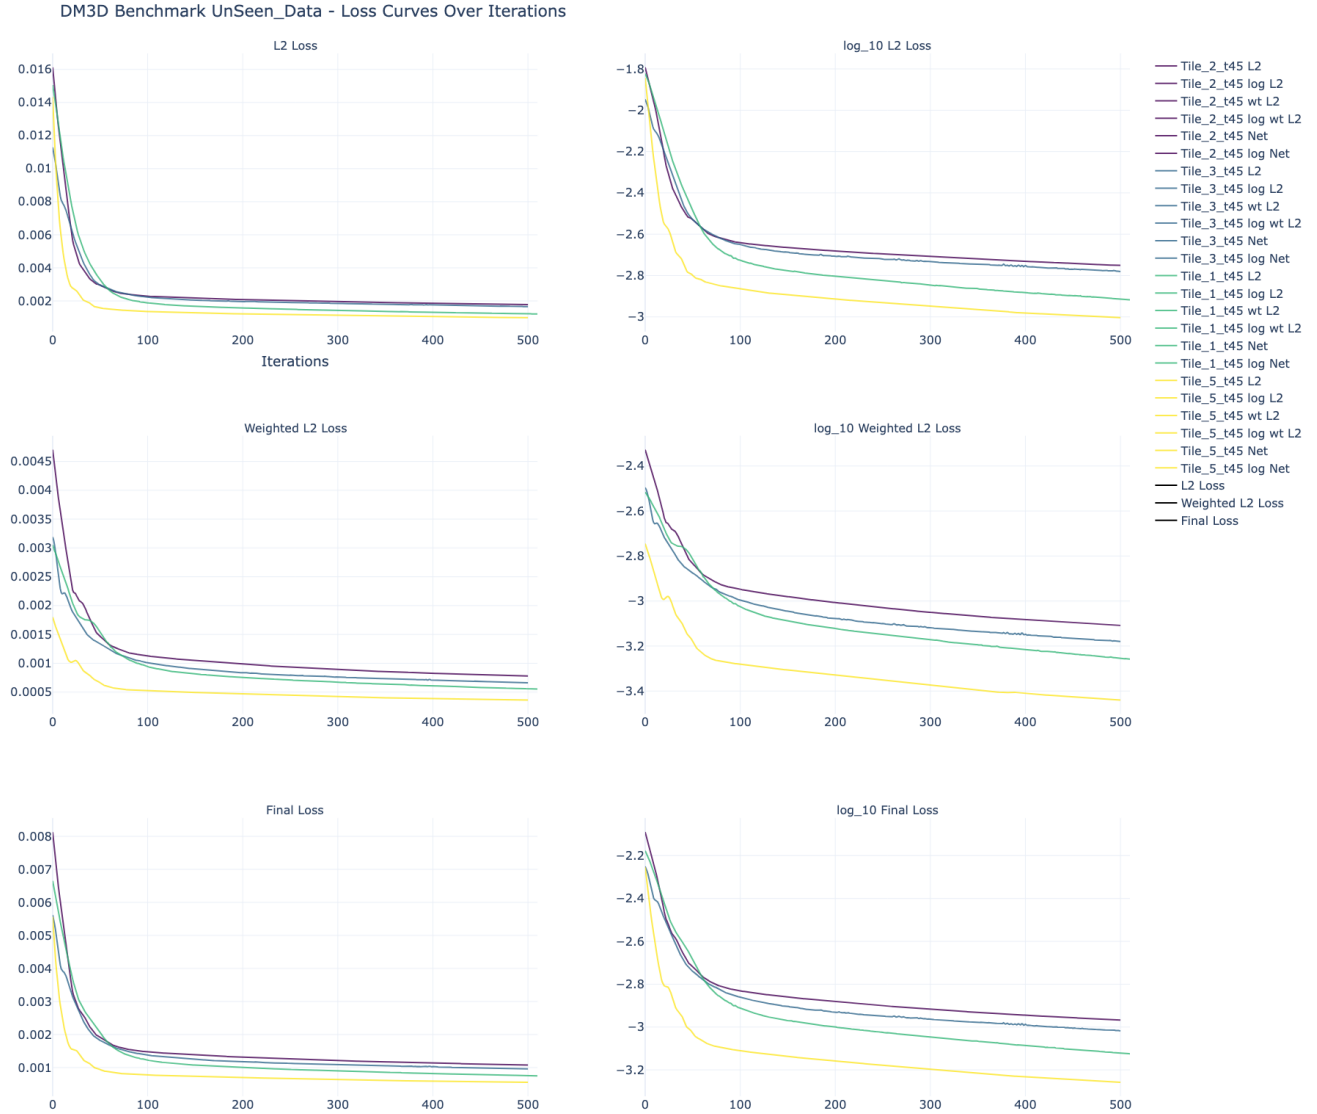 DM3D Benchmark UnSeen_Data - Loss Curves Over Iterations
L2 Loss
0.016
0.014
0.012
0.01
0.008
0.006
0.004
0.002
0 100 200 300 400 500
Iterations
log_10 L2 Loss
−1.8
−2
−2.2
−2.4
−2.6
−2.8
−3
0 100 200 300 400 500
Tile_2_t45 L2
Tile_2_t45 log L2
Tile_2_t45 wt L2
Tile_2_t45 log wt L2
Tile_2_t45 Net
Tile_2_t45 log Net
Tile_3_t45 L2
Tile_3_t45 log L2
Tile_3_t45 wt L2
Tile_3_t45 log wt L2
Tile_3_t45 Net
Tile_3_t45 log Net
Tile_1_t45 L2
Tile_1_t45 log L2
Tile_1_t45 wt L2
Tile_1_t45 log wt L2
Tile_1_t45 Net
Tile_1_t45 log Net
Tile_5_t45 L2
Tile_5_t45 log L2
Tile_5_t45 wt L2
Tile_5_t45 log wt L2
Tile_5_t45 Net
Tile_5_t45 log Net
L2 Loss
Weighted L2 Loss
Final Loss
Weighted L2 Loss
0.0045
0.004
0.0035
0.003
0.0025
0.002
0.0015
0.001
0.0005
0 100 200 300 400 500
log_10 Weighted L2 Loss
−2.4
−2.6
−2.8
−3
−3.2
−3.4
0 100 200 300 400 500
Final Loss
0.008
0.007
0.006
0.005
0.004
0.003
0.002
0.001
0 100 200 300 400 500
log_10 Final Loss
−2.2
−2.4
−2.6
−2.8
−3
−3.2
0 100 200 300 400 500